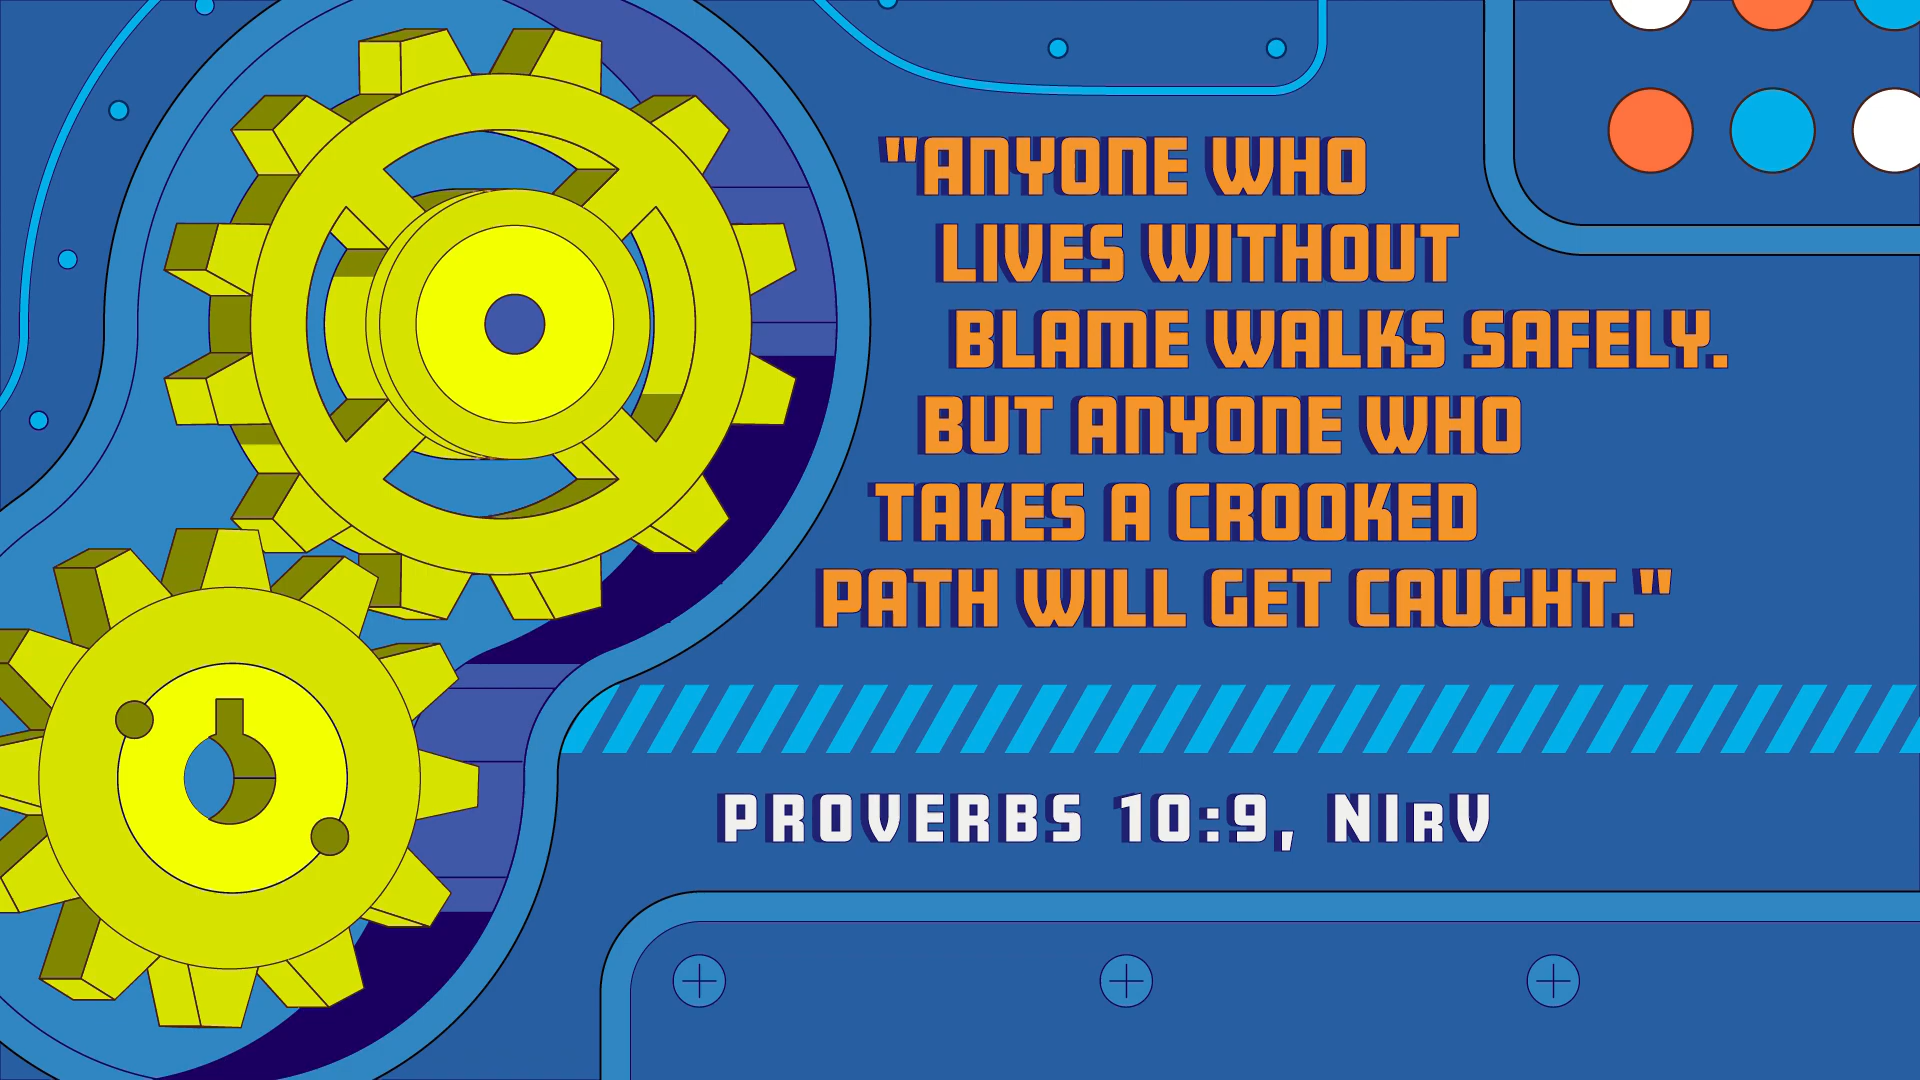 "ANYONE WHO
LIVES WITHOUT
BLAME WALKS SAFELY.
BUT ANYONE WHO
TAKES A CROOKED
PATH WILL GET CAUGHT."
PROVERBS 10:9, NIrV